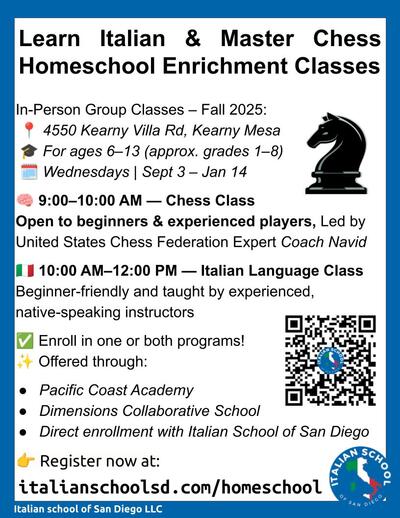 Learn Italian & Master Chess
Homeschool Enrichment Classes
In-Person Group Classes – Fall 2025:
📍 4550 Kearny Villa Rd, Kearny Mesa
🎓 For ages 6–13 (approx. grades 1–8)
🗓️ Wednesdays | Sept 3 – Jan 14
🧠 9:00–10:00 AM — Chess Class
Open to beginners & experienced players, Led by
United States Chess Federation Expert Coach Navid
🇮🇹 10:00 AM–12:00 PM — Italian Language Class
Beginner-friendly and taught by experienced,
native-speaking instructors
✅ Enroll in one or both programs!
✨ Offered through:
● Pacific Coast Academy
● Dimensions Collaborative School
● Direct enrollment with Italian School of San Diego
👉 Register now at:
italianschoolsd.com/homeschool
ITALIAN SCHOOL
OF SAN DIEGO
Italian school of San Diego LLC